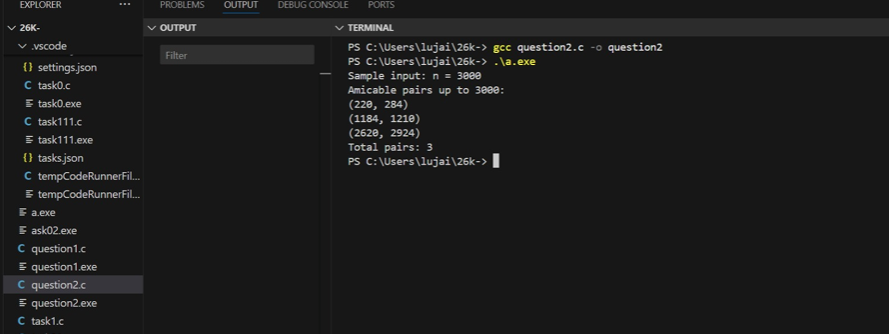 EXPLORER ...
PROBLEMS OUTPUT DEBUG CONSOLE PORTS
26K-
.vscode
settings.json
task0.c
task0.exe
task111.c
task111.exe
tasks.json
tempCodeRunnerFil...
tempCodeRunnerFil...
a.exe
ask02.exe
question1.c
question1.exe
question2.c
question2.exe
task1.c
OUTPUT
Filter
TERMINAL
PS C:\Users\lujai\26k-> gcc question2.c -o question2
PS C:\Users\lujai\26k-> .\a.exe
Sample input: n = 3000
Amicable pairs up to 3000:
(220, 284)
(1184, 1210)
(2620, 2924)
Total pairs: 3
PS C:\Users\lujai\26k->